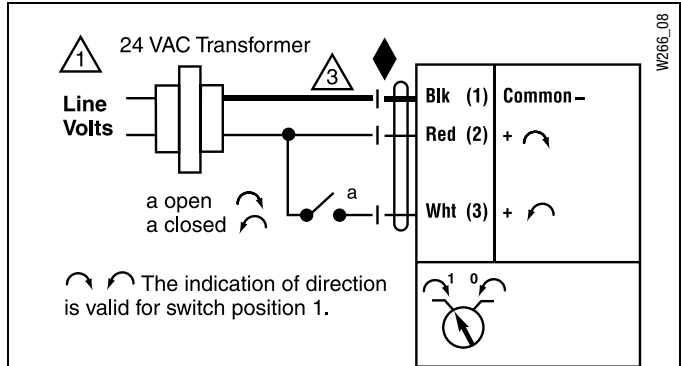 W266_08
1
24 VAC Transformer
3
Line
Volts
Blk (1) Common –
Red (2) +
a
Wht (3) +
a open
a closed
The indication of direction
is valid for switch position 1.
1 0